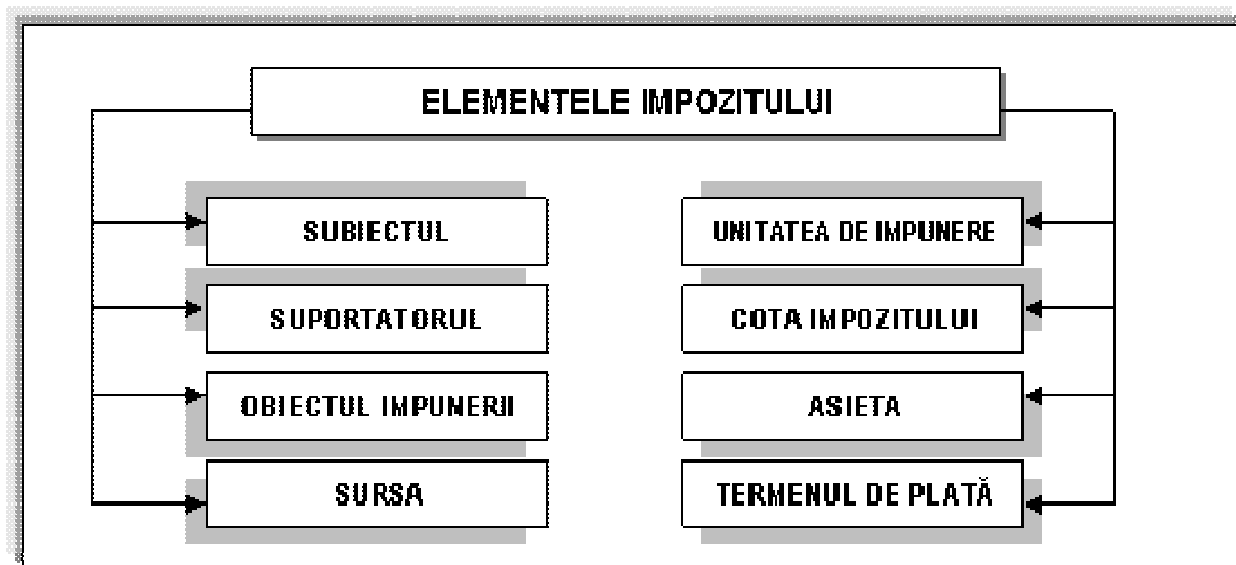 ELEMENTELE IMPOZITULUI
SUBIECTUL
SUPORTATORUL
OBIECTUL IMPUNERII
SURSA
UNITATEA DE IMPUNERE
COTA IMPOZITULUI
ASIETA
TERMENUL DE PLATĂ